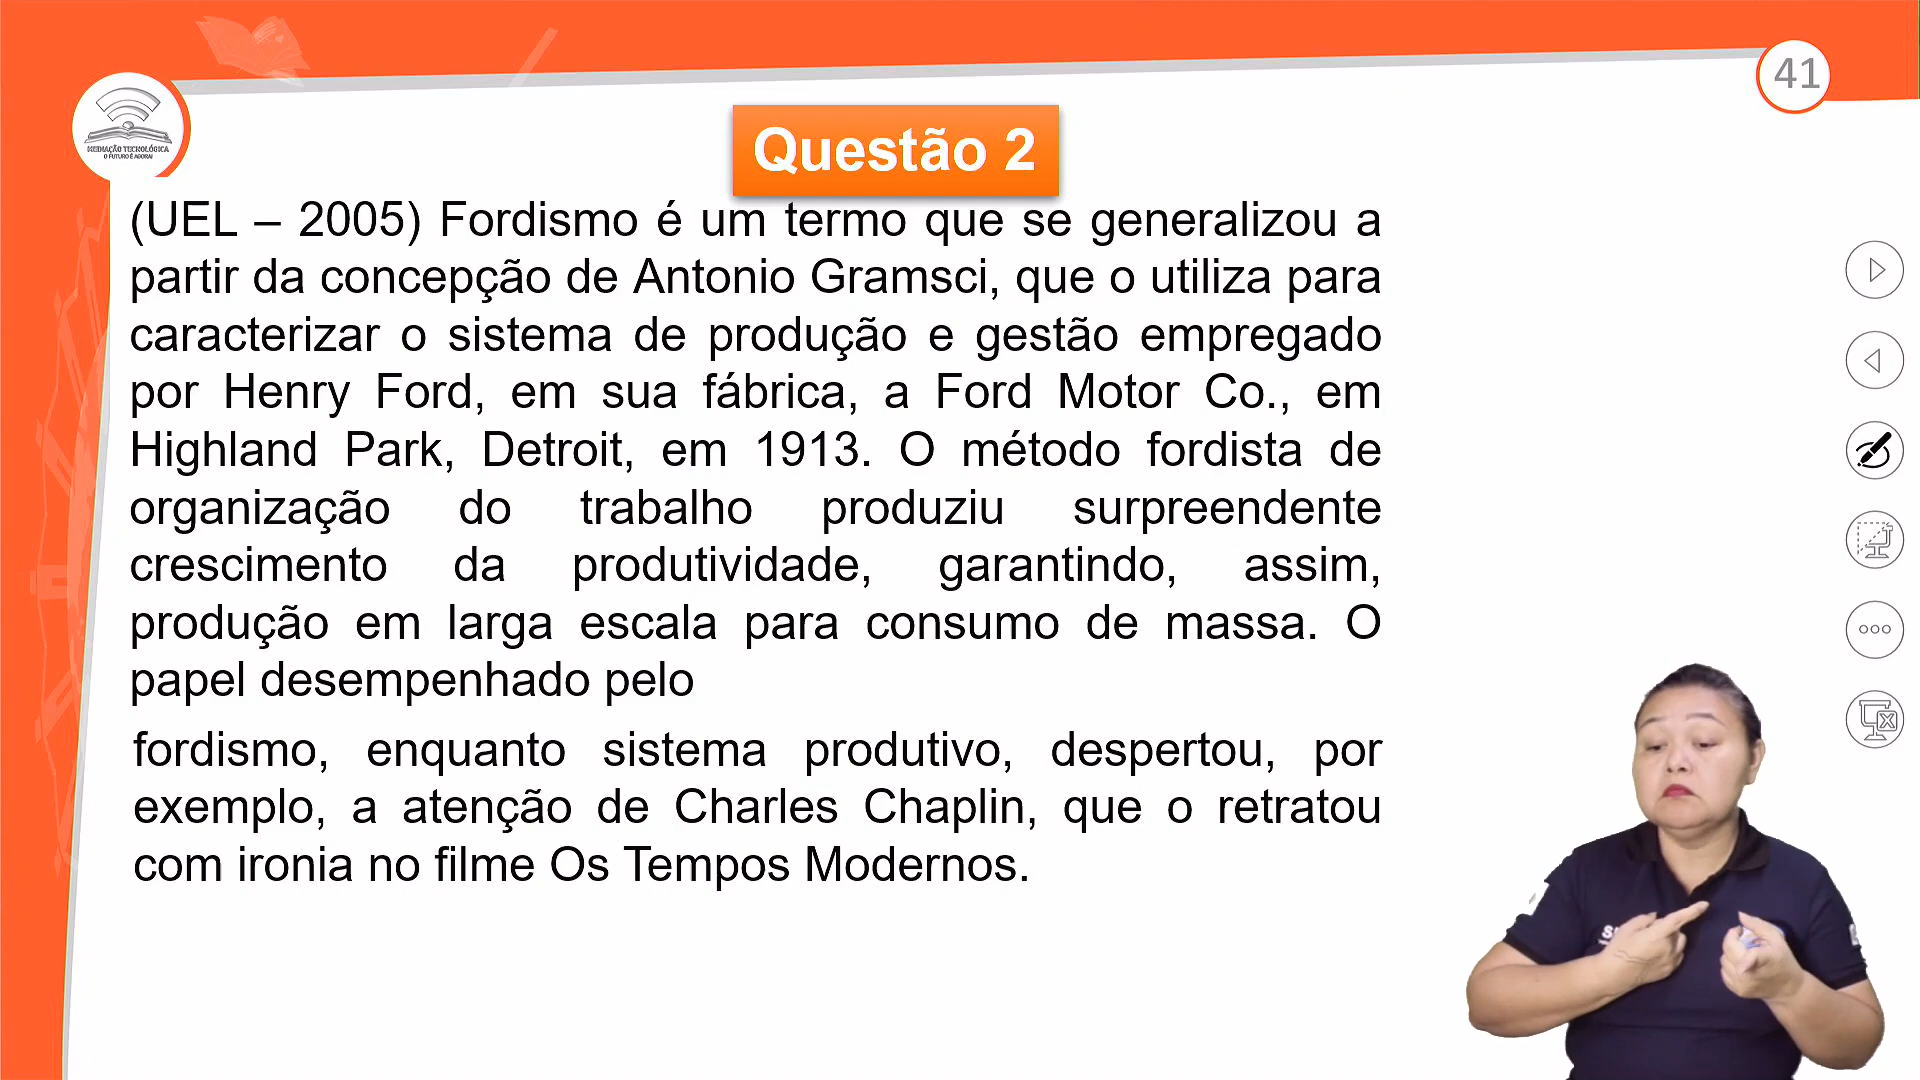 41
MEDIAÇÃO TECNOLÓGICA
O FUTURO É AGORA!
Questão 2
(UEL – 2005) Fordismo é um termo que se generalizou a
partir da concepção de Antonio Gramsci, que o utiliza para
caracterizar o sistema de produção e gestão empregado
por Henry Ford, em sua fábrica, a Ford Motor Co., em
Highland Park, Detroit, em 1913. O método fordista de
organização do trabalho produziu surpreendente
crescimento da produtividade, garantindo, assim,
produção em larga escala para consumo de massa. O
papel desempenhado pelo
fordismo, enquanto sistema produtivo, despertou, por
exemplo, a atenção de Charles Chaplin, que o retratou
com ironia no filme Os Tempos Modernos.